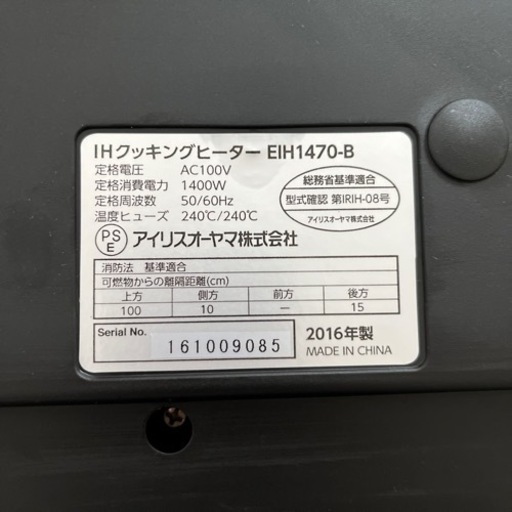 IHクッキングヒーター EIH1470-B
定格電圧 AC100V
定格消費電力 1400W
定格周波数 50/60Hz
温度ヒューズ 240℃/240℃
総務省基準適合
型式確認 第IRIH-08号
アイリスオーヤマ株式会社
PS
E
アイリスオーヤマ株式会社
消防法 基準適合
可燃物からの離隔距離(cm)
上方 側方 前方 後方
100 10 — 15
Serial No. 161009085
2016年製
MADE IN CHINA